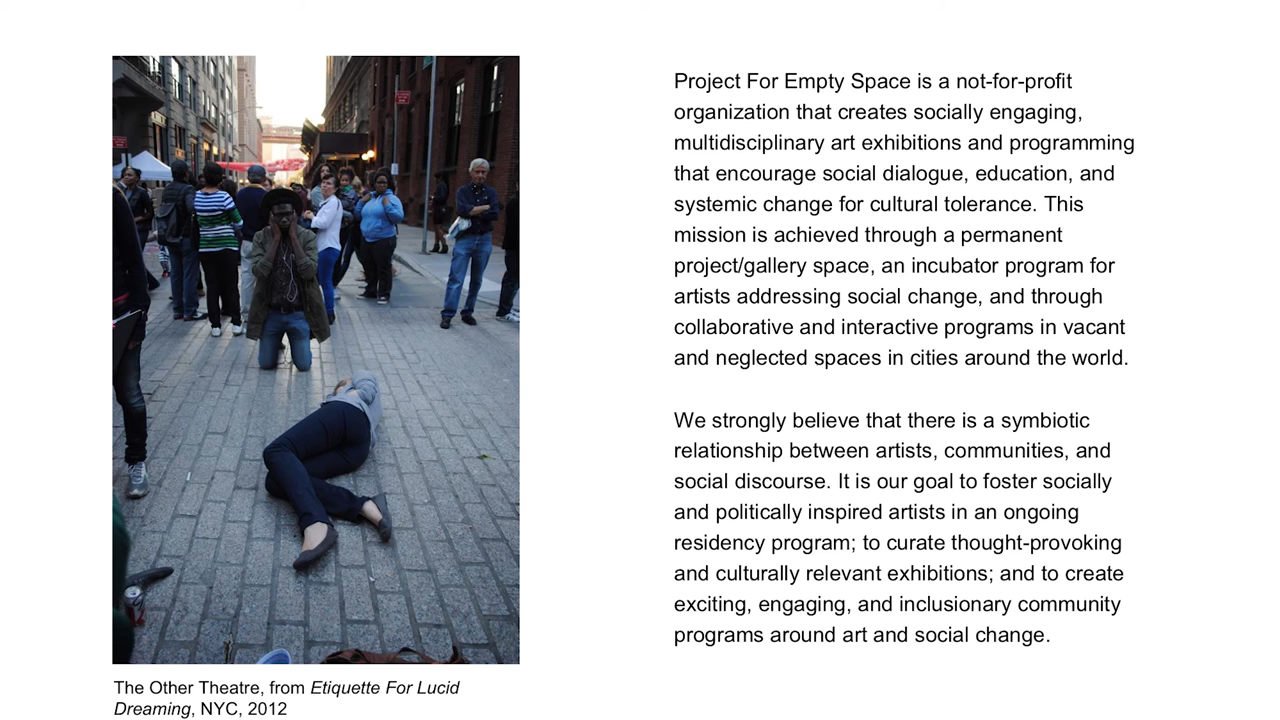 Project For Empty Space is a not-for-profit
organization that creates socially engaging,
multidisciplinary art exhibitions and programming
that encourage social dialogue, education, and
systemic change for cultural tolerance. This
mission is achieved through a permanent
project/gallery space, an incubator program for
artists addressing social change, and through
collaborative and interactive programs in vacant
and neglected spaces in cities around the world.
We strongly believe that there is a symbiotic
relationship between artists, communities, and
social discourse. It is our goal to foster socially
and politically inspired artists in an ongoing
residency program; to curate thought-provoking
and culturally relevant exhibitions; and to create
exciting, engaging, and inclusionary community
programs around art and social change.
The Other Theatre, from Etiquette For Lucid
Dreaming, NYC, 2012